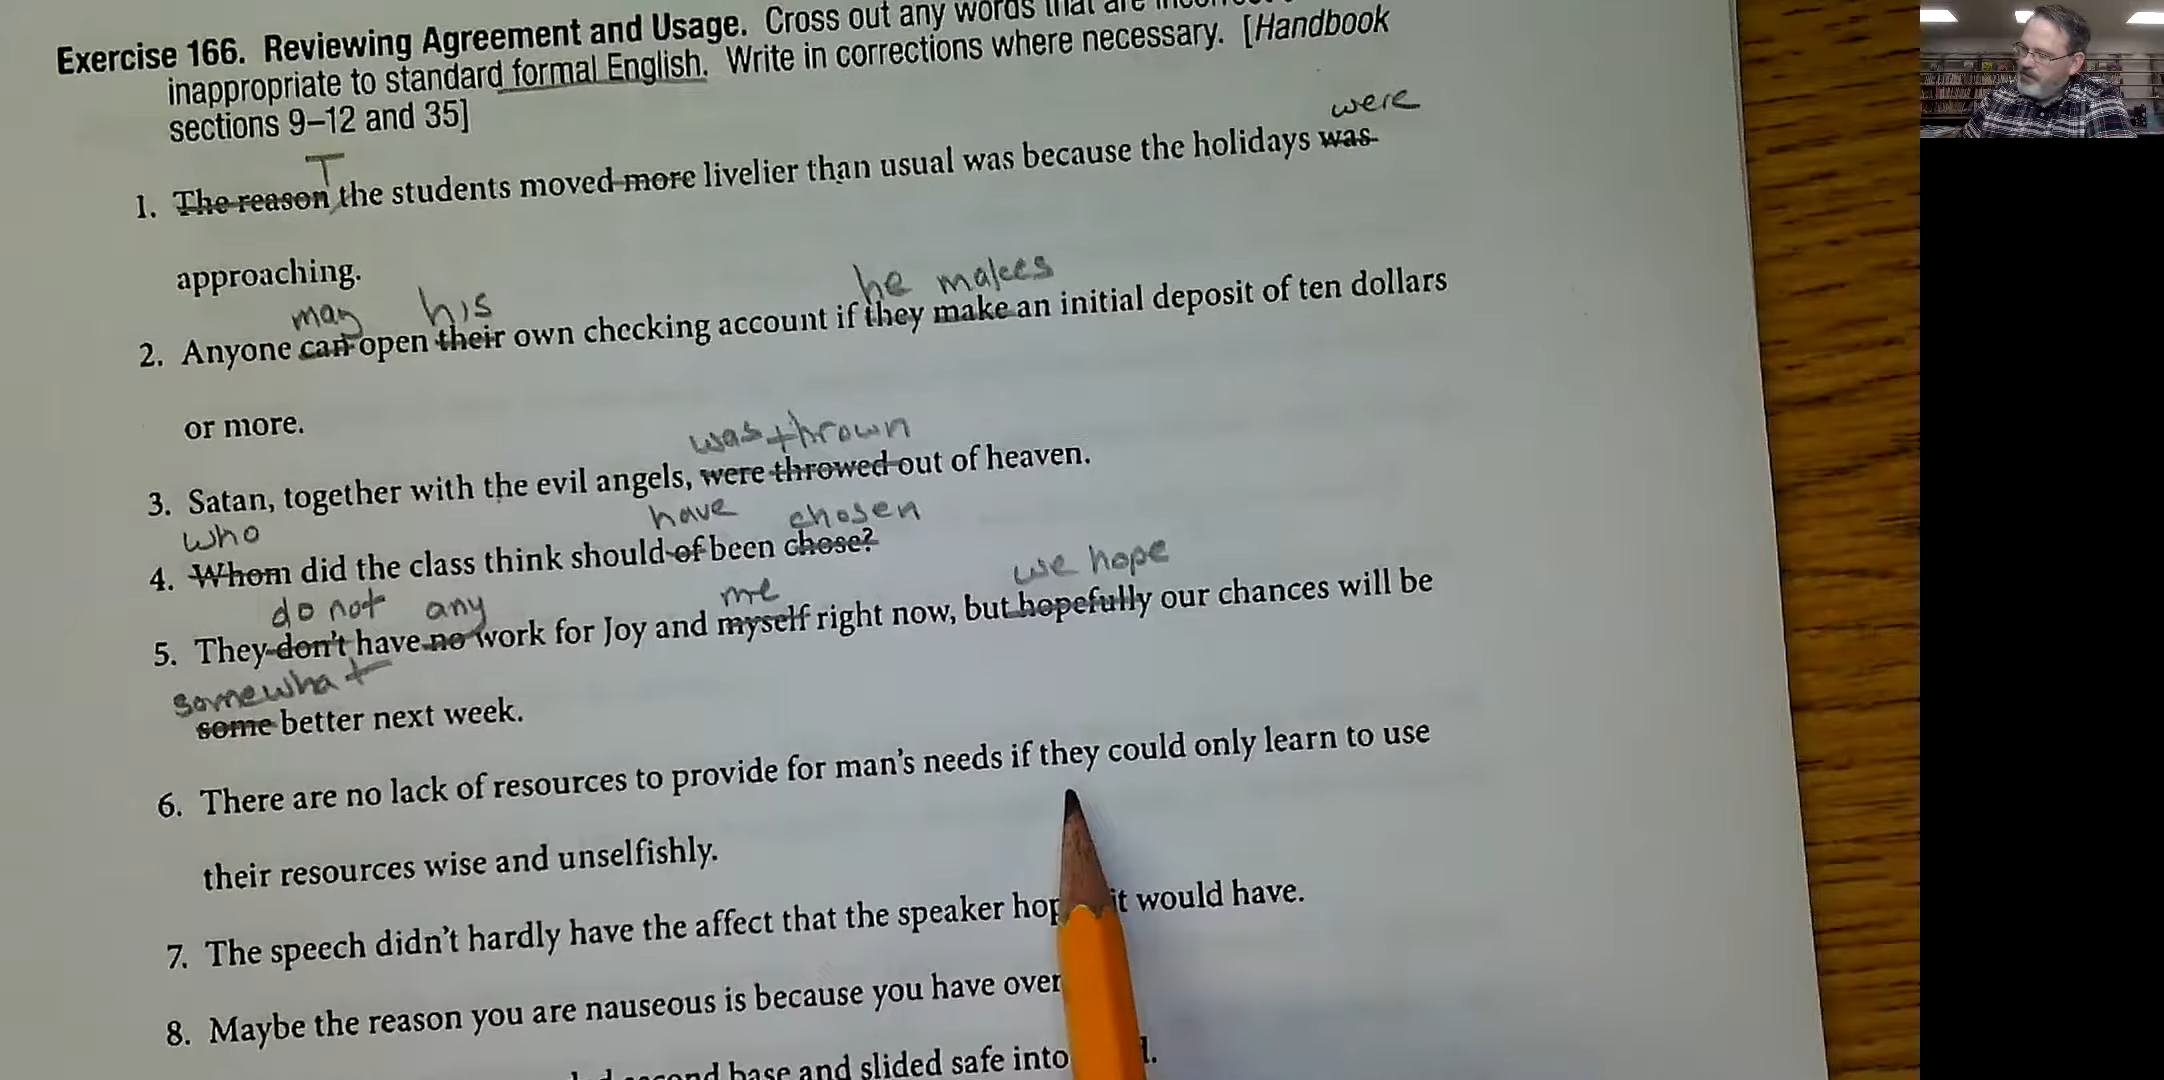 Exercise 166. Reviewing Agreement and Usage. Cross out any words that are
inappropriate to standard formal English. Write in corrections where necessary. [Handbook
sections 9–12 and 35]
were
T
1. The reason the students moved more livelier than usual was because the holidays was
approaching.
may his he makes
2. Anyone can open their own checking account if they make an initial deposit of ten dollars
or more.
was thrown
3. Satan, together with the evil angels, were throwed out of heaven.
who have chosen
4. Whom did the class think should of been chose?
do not any me we hope
5. They don't have no work for Joy and myself right now, but hopefully our chances will be
somewhat
some better next week.
6. There are no lack of resources to provide for man's needs if they could only learn to use
their resources wise and unselfishly.
7. The speech didn't hardly have the affect that the speaker it would have.
8. Maybe the reason you are nauseous is because you have over
base and slided safe into